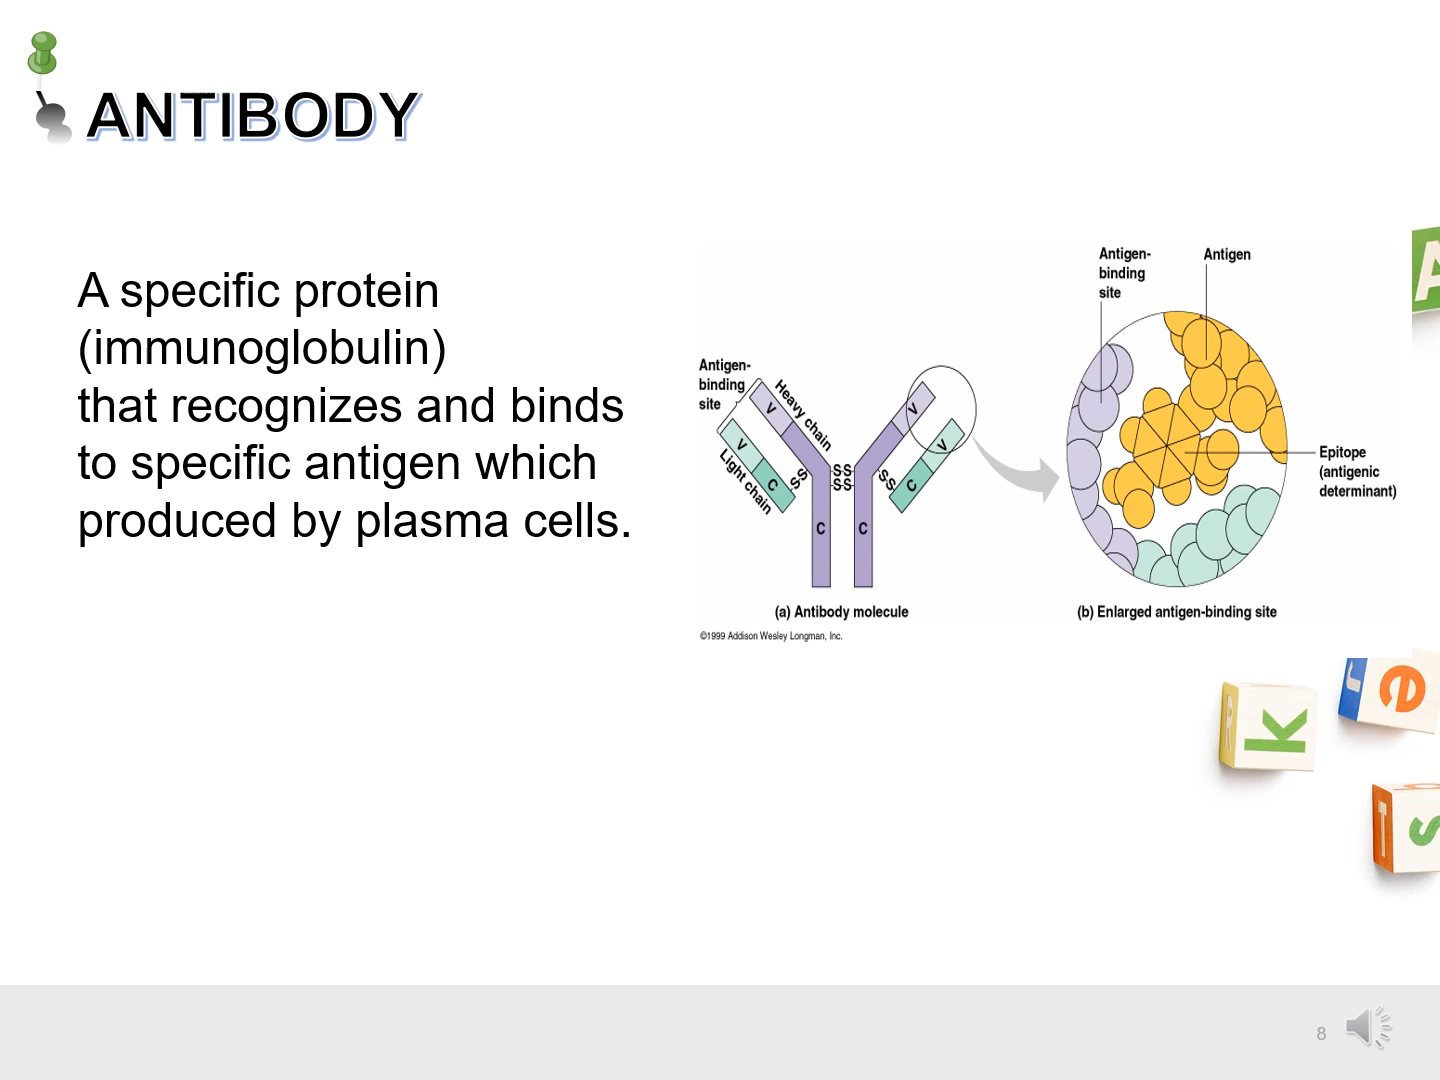 ANTIBODY
A specific protein
(immunoglobulin)
that recognizes and binds
to specific antigen which
produced by plasma cells.
Antigen-
binding
site
Heavy chain
Light chain
V
V
C
C
SS
SS
SS
SS
V
V
C
C
(a) Antibody molecule
©1999 Addison Wesley Longman, Inc.
Antigen-
binding
site
Antigen
Epitope
(antigenic
determinant)
(b) Enlarged antigen-binding site
A
R
k
e
T
s
8